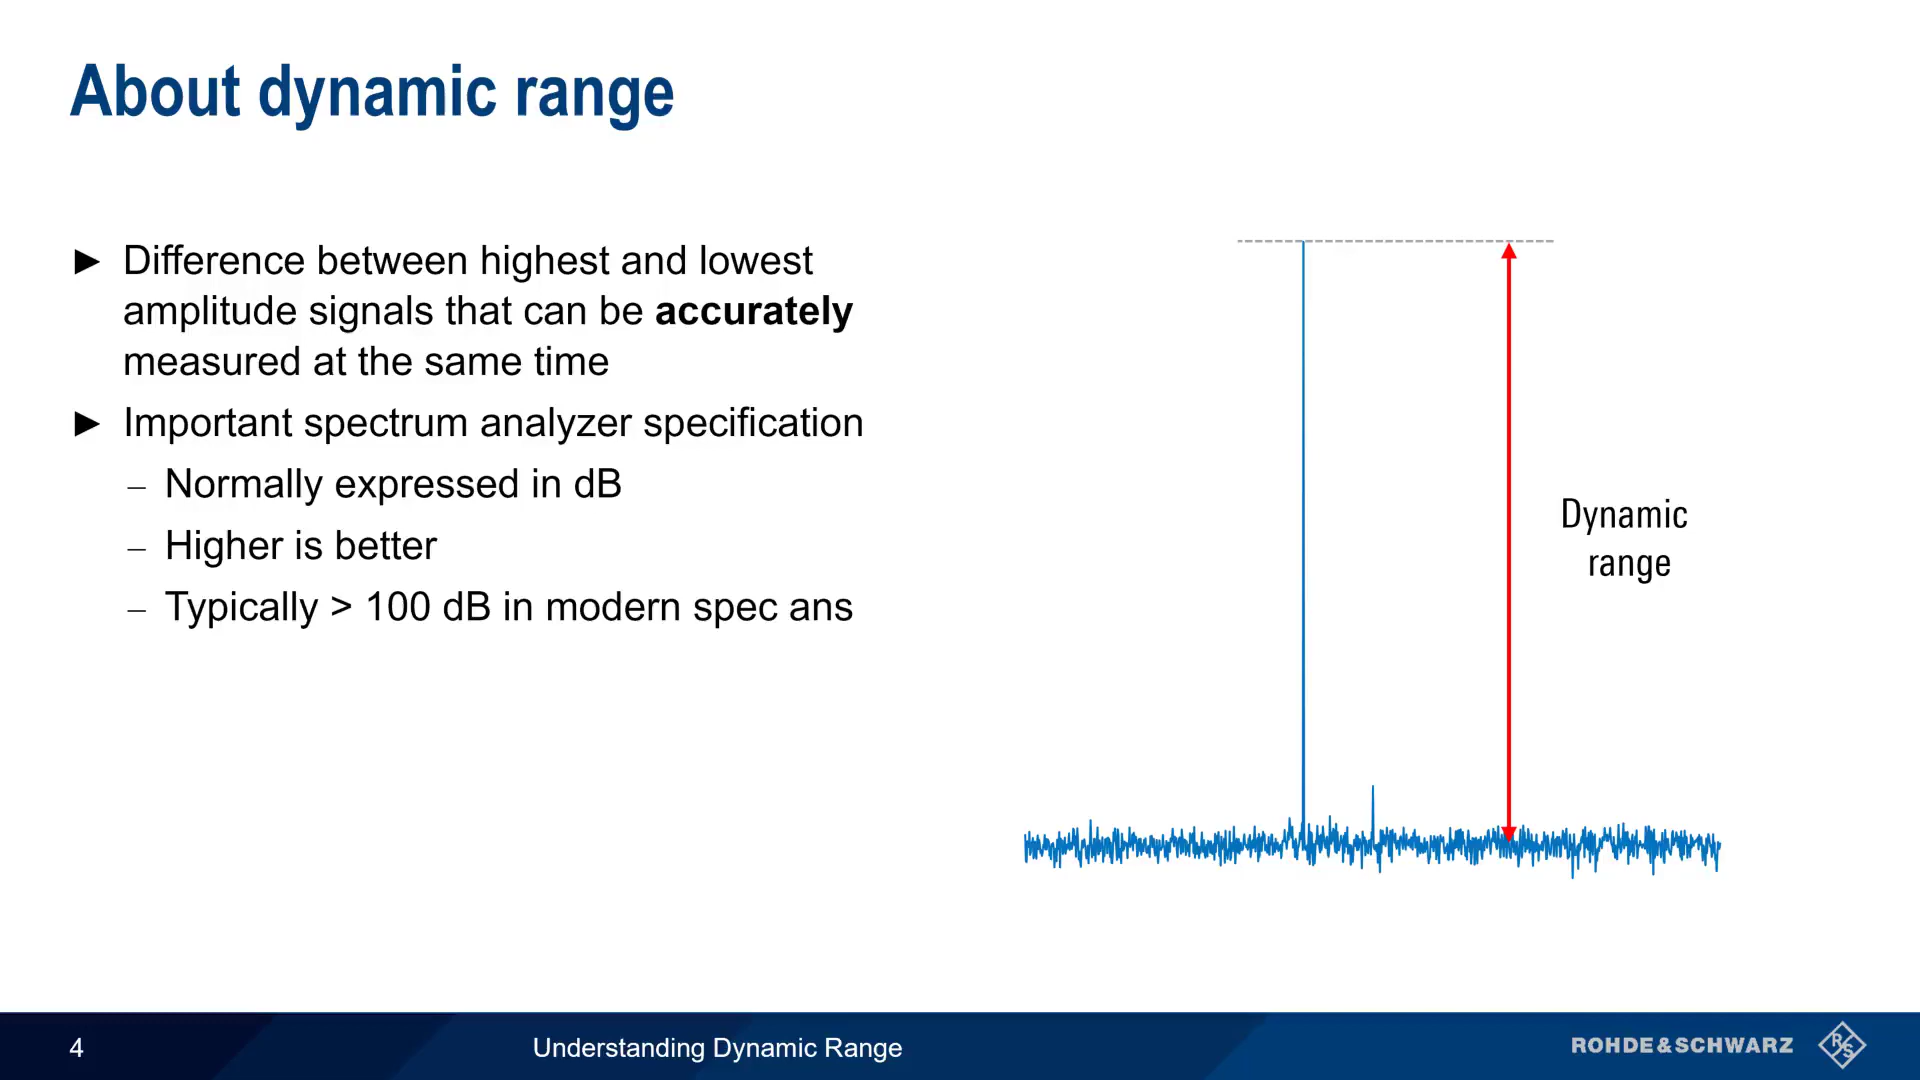 About dynamic range
► Difference between highest and lowest
amplitude signals that can be accurately
measured at the same time
► Important spectrum analyzer specification
– Normally expressed in dB
– Higher is better
– Typically > 100 dB in modern spec ans
Dynamic
range
4
Understanding Dynamic Range
ROHDE&SCHWARZ
R
S